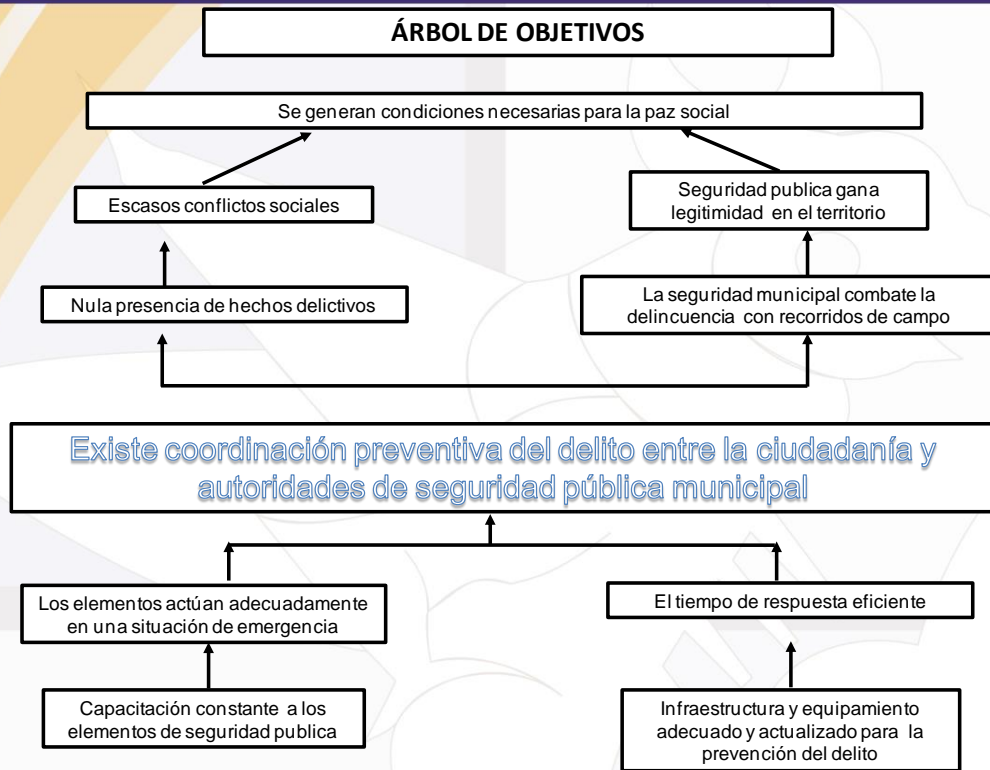 ÁRBOL DE OBJETIVOS
Se generan condiciones necesarias para la paz social
Escasos conflictos sociales
Seguridad publica gana
legitimidad en el territorio
Nula presencia de hechos delictivos
La seguridad municipal combate la
delincuencia con recorridos de campo
Existe coordinación preventiva del delito entre la ciudadanía y
autoridades de seguridad pública municipal
Los elementos actúan adecuadamente
en una situación de emergencia
El tiempo de respuesta eficiente
Capacitación constante a los
elementos de seguridad publica
Infraestructura y equipamiento
adecuado y actualizado para la
prevención del delito